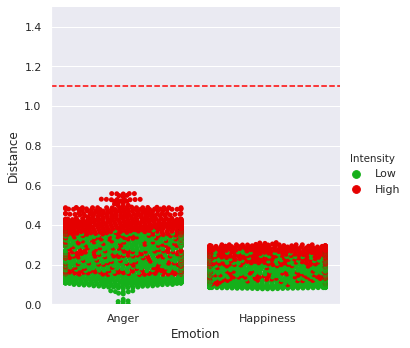 1.4
1.2
1.0
0.8
0.6
0.4
0.2
0.0
Distance
Anger
Happiness
Emotion
Intensity
Low
High